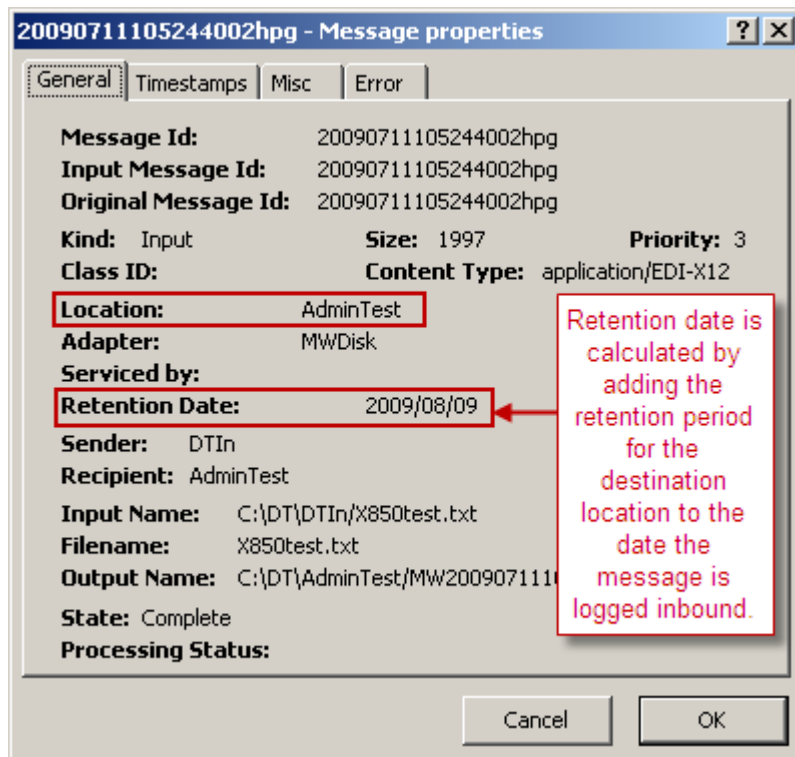 20090711105244002hpg - Message properties
General Timestamps Misc Error
Message Id: 20090711105244002hpg
Input Message Id: 20090711105244002hpg
Original Message Id: 20090711105244002hpg
Kind: Input Size: 1997 Priority: 3
Class ID: Content Type: application/EDI-X12
Location: AdminTest
Adapter: MWDisk
Serviced by:
Retention Date: 2009/08/09
Sender: DTIn
Recipient: AdminTest
Input Name: C:\DT\DTIn/X850test.txt
Filename: X850test.txt
Output Name: C:\DT\AdminTest/MW2009071110
State: Complete
Processing Status:
Retention date is
calculated by
adding the
retention period
for the
destination
location to the
date the
message is
logged inbound.
Cancel OK